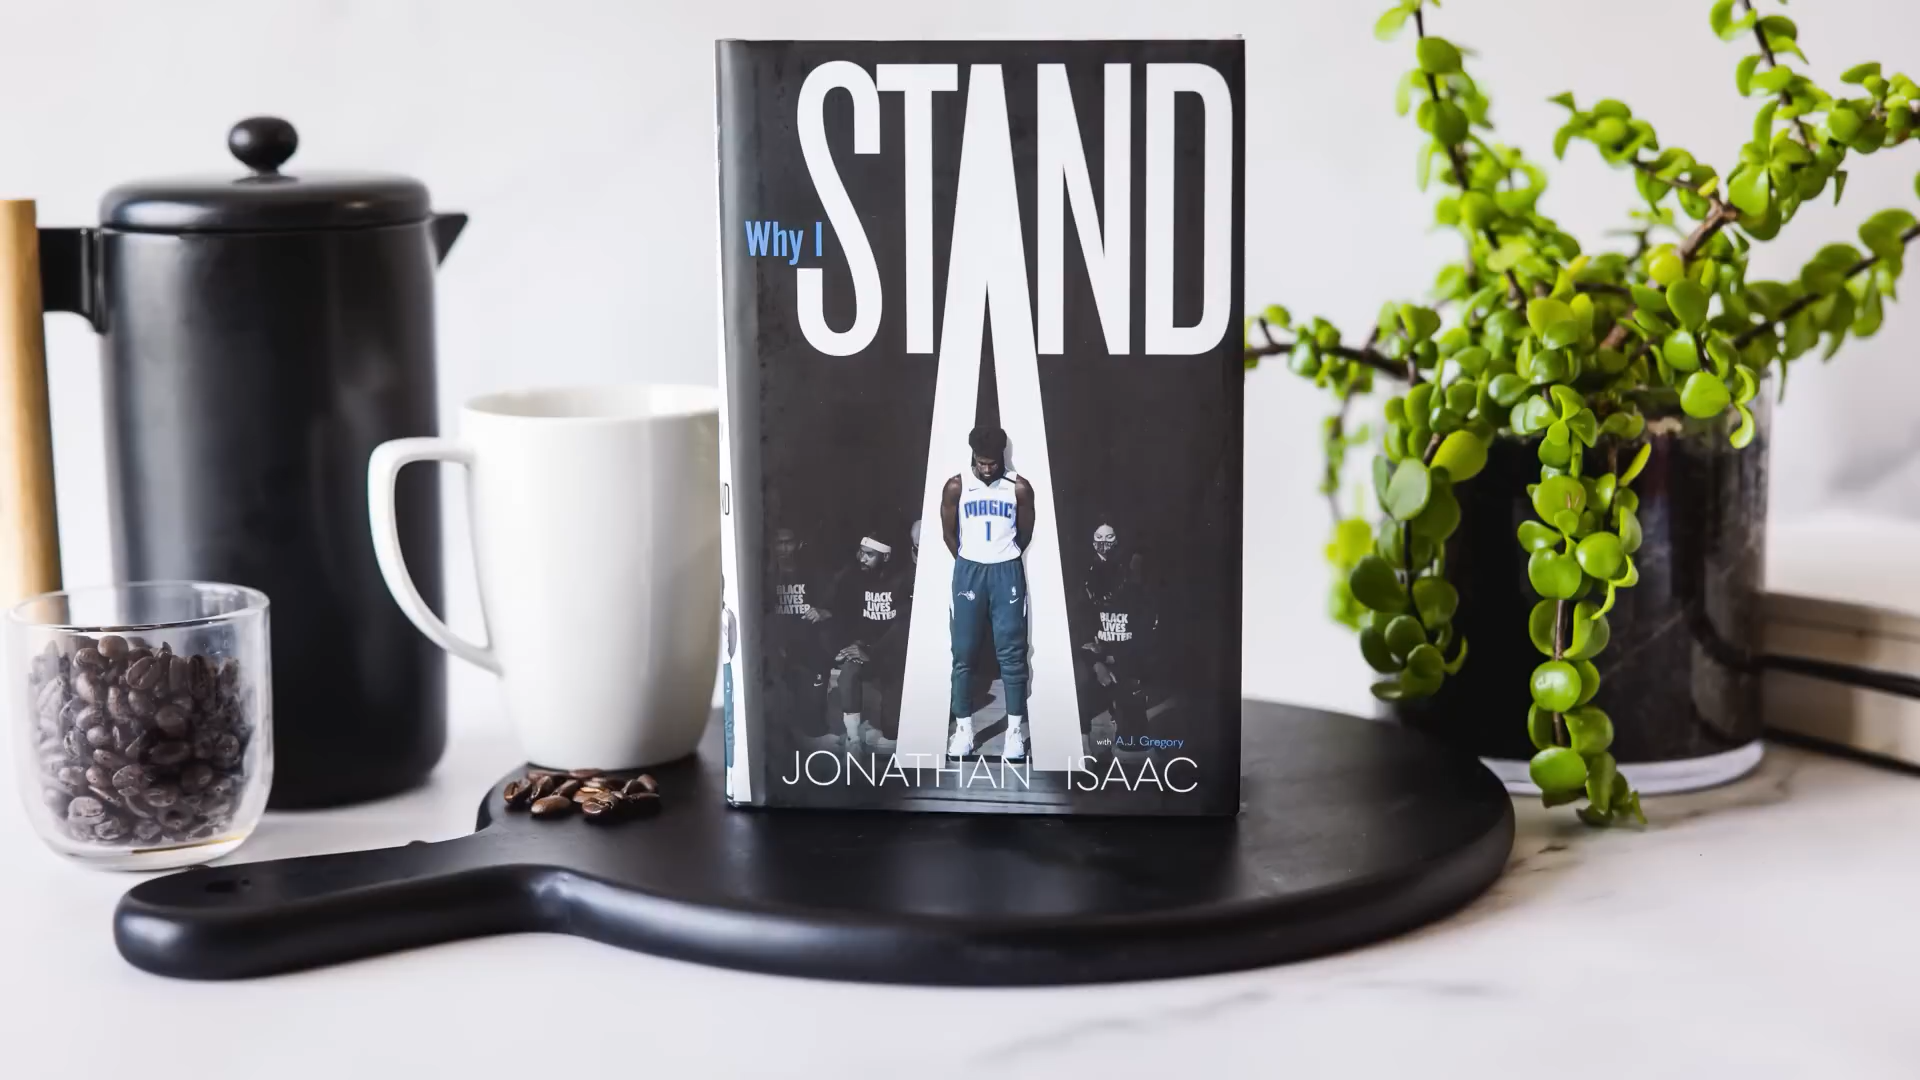 STAND
Why I
MAGIC
1
BLACK
LIVES
MATTER
BLACK
LIVES
MATTER
BLACK
LIVES
MATTER
with A.J. Gregory
JONATHAN ISAAC